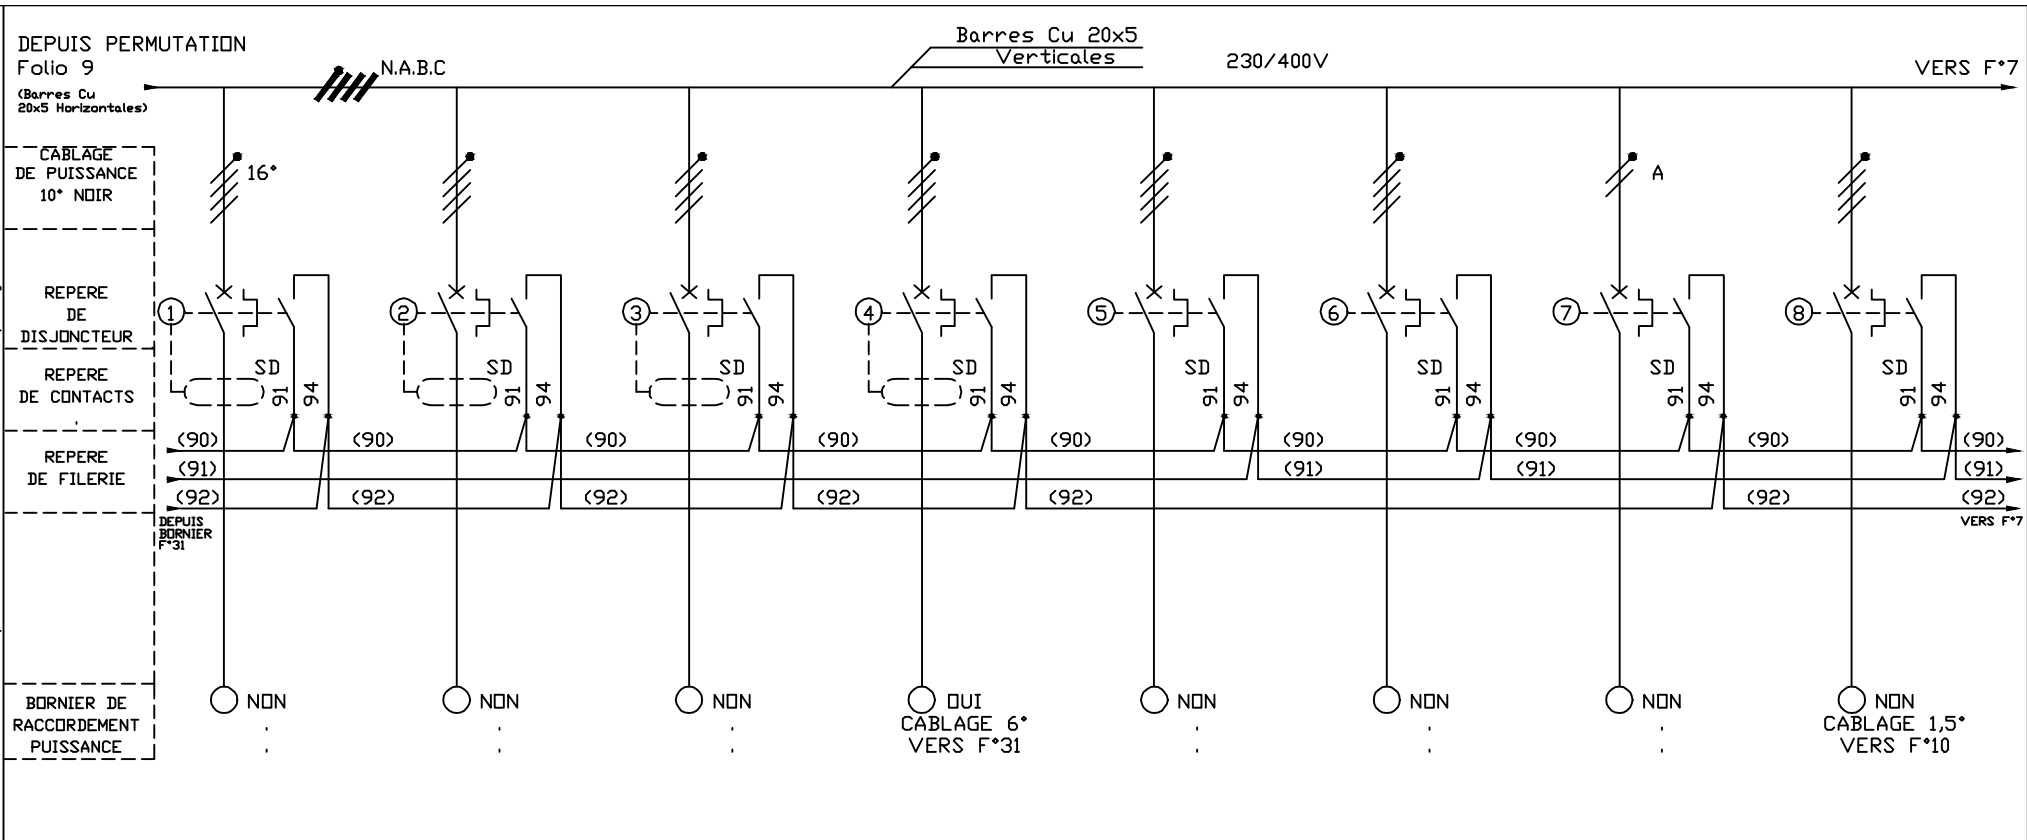 DEPUIS PERMUTATION
Folio 9
(Barres Cu
20x5 Horizontales)
N.A.B.C
Barres Cu 20x5
Verticales
230/400V
VERS F°7
CABLAGE
DE PUISSANCE
10° NOIR
16°
A
REPERE
DE
DISJONCTEUR
1
2
3
4
5
6
7
8
REPERE
DE CONTACTS
SD 91 94
SD 91 94
SD 91 94
SD 91 94
SD 91 94
SD 91 94
SD 91 94
SD 91 94
REPERE
DE FILERIE
(90) (90) (90) (90) (90) (90) (90) (90) (90)
(91) (91) (91) (91)
(92) (92) (92) (92) (92) (92) (92)
DEPUIS
BORNIER
F°31
VERS F°7
BORNIER DE
RACCORDEMENT
PUISSANCE
NON
NON
NON
OUI
CABLAGE 6°
VERS F°31
NON
NON
NON
NON
CABLAGE 1,5°
VERS F°10